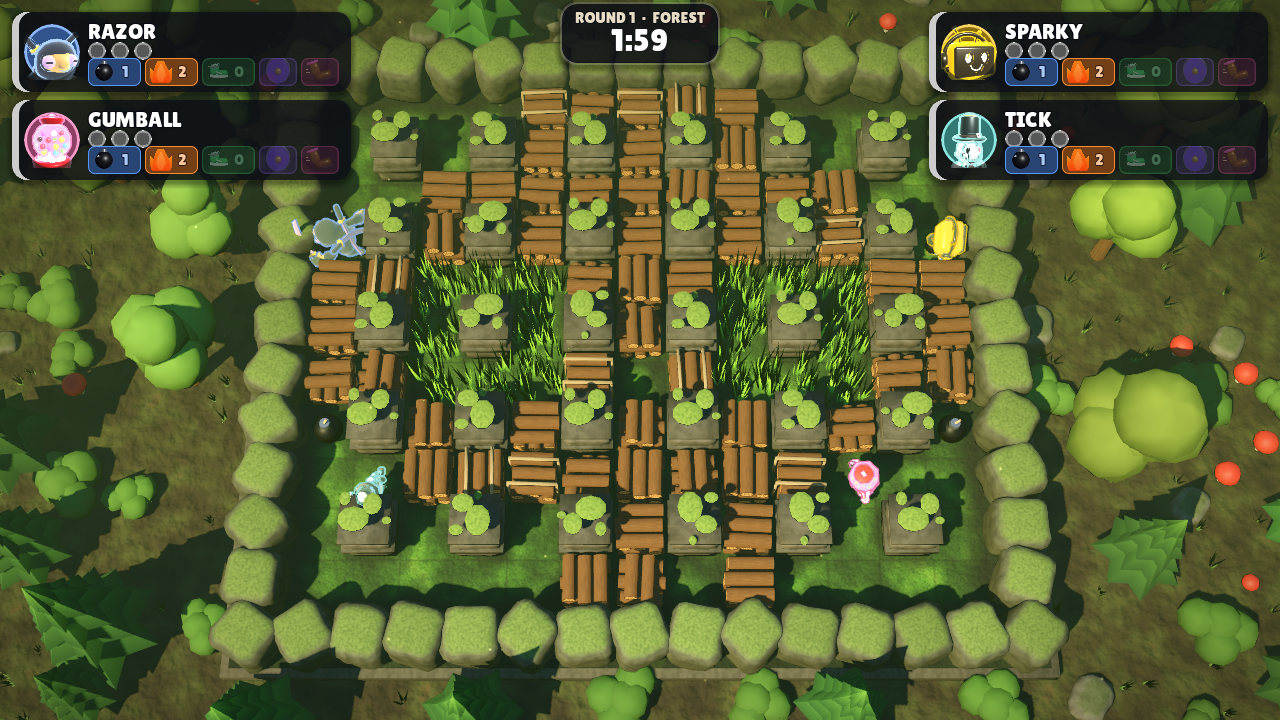 RAZOR
1 2 0
GUMBALL
1 2 0
ROUND 1 · FOREST
1:59
SPARKY
1 2 0
TICK
1 2 0